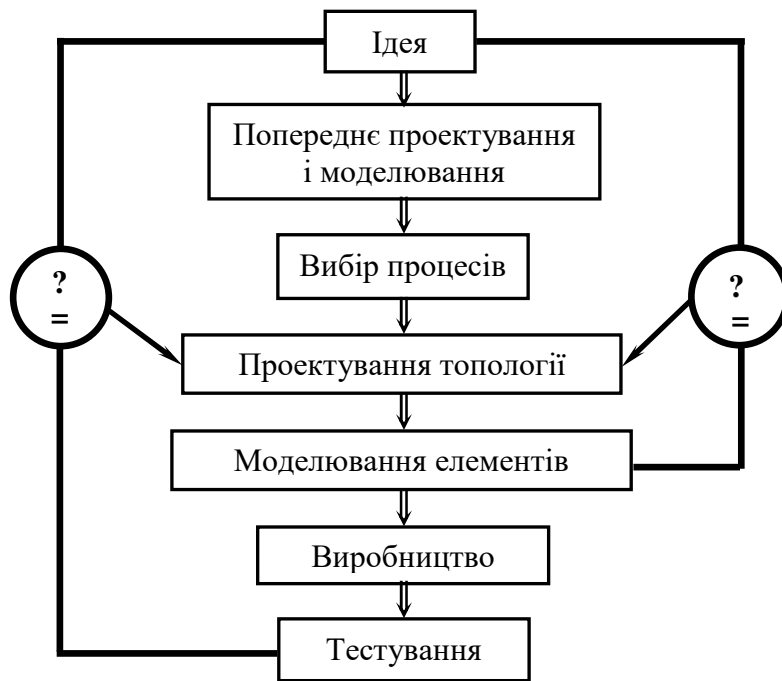 Ідея
Попереднє проектування
і моделювання
Вибір процесів
?
=
?
=
Проектування топології
Моделювання елементів
Виробництво
Тестування